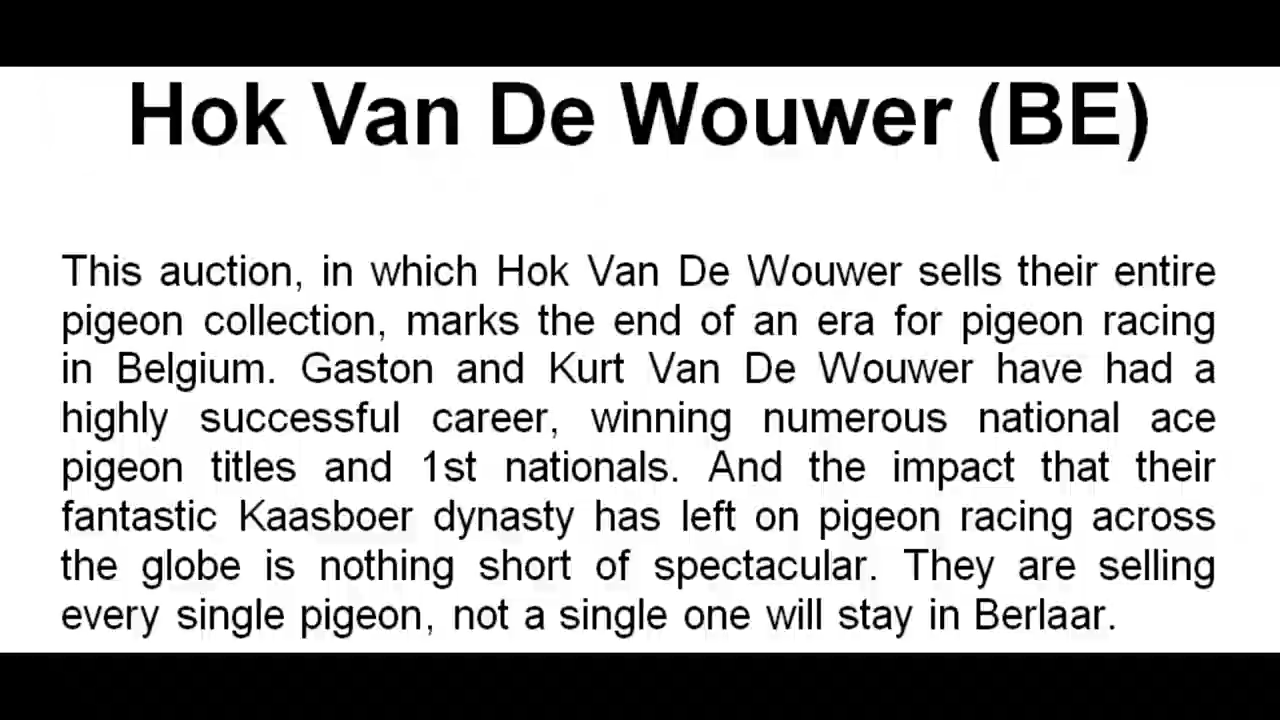 Hok Van De Wouwer (BE)
This auction, in which Hok Van De Wouwer sells their entire
pigeon collection, marks the end of an era for pigeon racing
in Belgium. Gaston and Kurt Van De Wouwer have had a
highly successful career, winning numerous national ace
pigeon titles and 1st nationals. And the impact that their
fantastic Kaasboer dynasty has left on pigeon racing across
the globe is nothing short of spectacular. They are selling
every single pigeon, not a single one will stay in Berlaar.